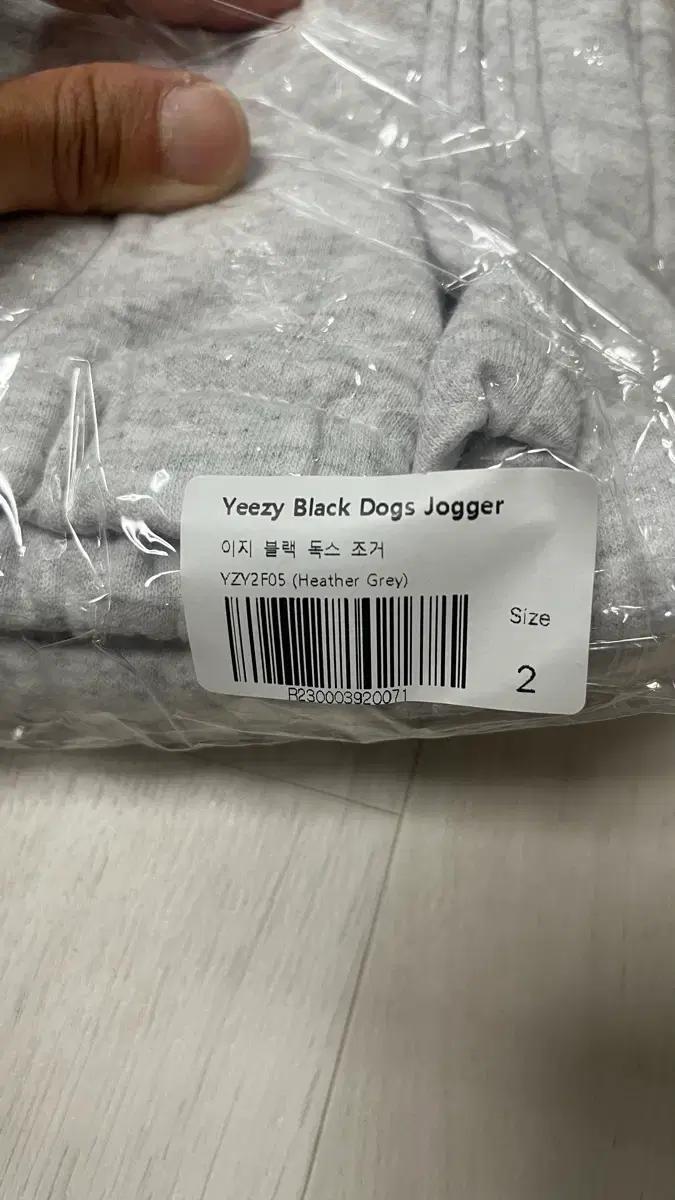 Yeezy Black Dogs Jogger
이지 블랙 독스 조거
YZY2F05 (Heather Grey)
Size
2
R230003920071